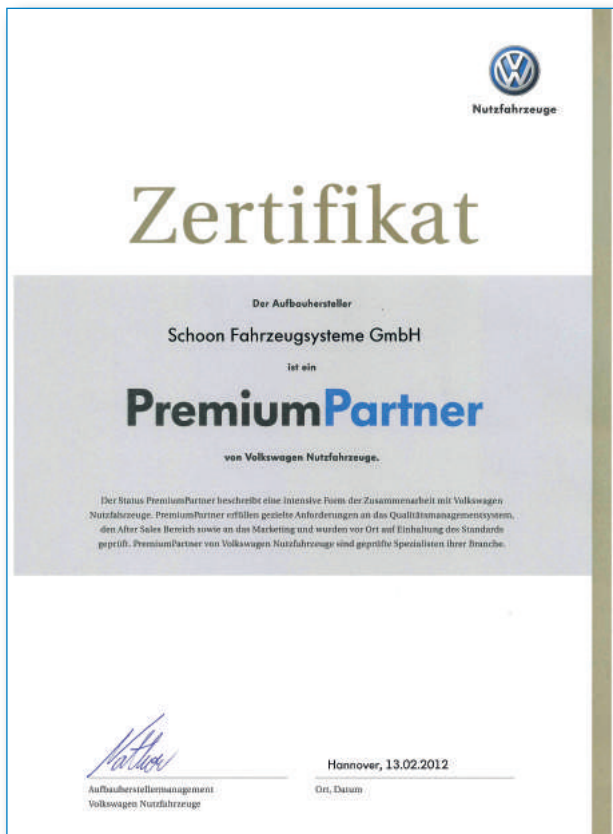 Nutzfahrzeuge
Zertifikat
Der Aufbauhersteller
Schoon Fahrzeugsysteme GmbH
ist ein
PremiumPartner
von Volkswagen Nutzfahrzeuge.
Der Status PremiumPartner beschreibt eine intensive Form der Zusammenarbeit mit Volkswagen
Nutzfahrzeuge. PremiumPartner erfüllen gezielte Anforderungen an das Qualitätsmanagementsystem,
den After Sales Bereich sowie an das Marketing und wurden vor Ort auf Einhaltung des Standards
geprüft. PremiumPartner von Volkswagen Nutzfahrzeuge sind geprüfte Spezialisten ihrer Branche.
Hannover, 13.02.2012
Aufbauherstellermanagement
Ort, Datum
Volkswagen Nutzfahrzeuge